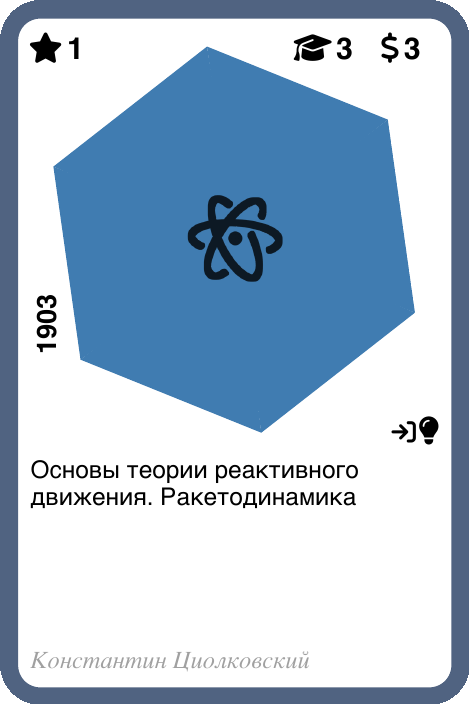 1
3
$3
1903
Основы теории реактивного
движения. Ракетодинамика
Константин Циолковский